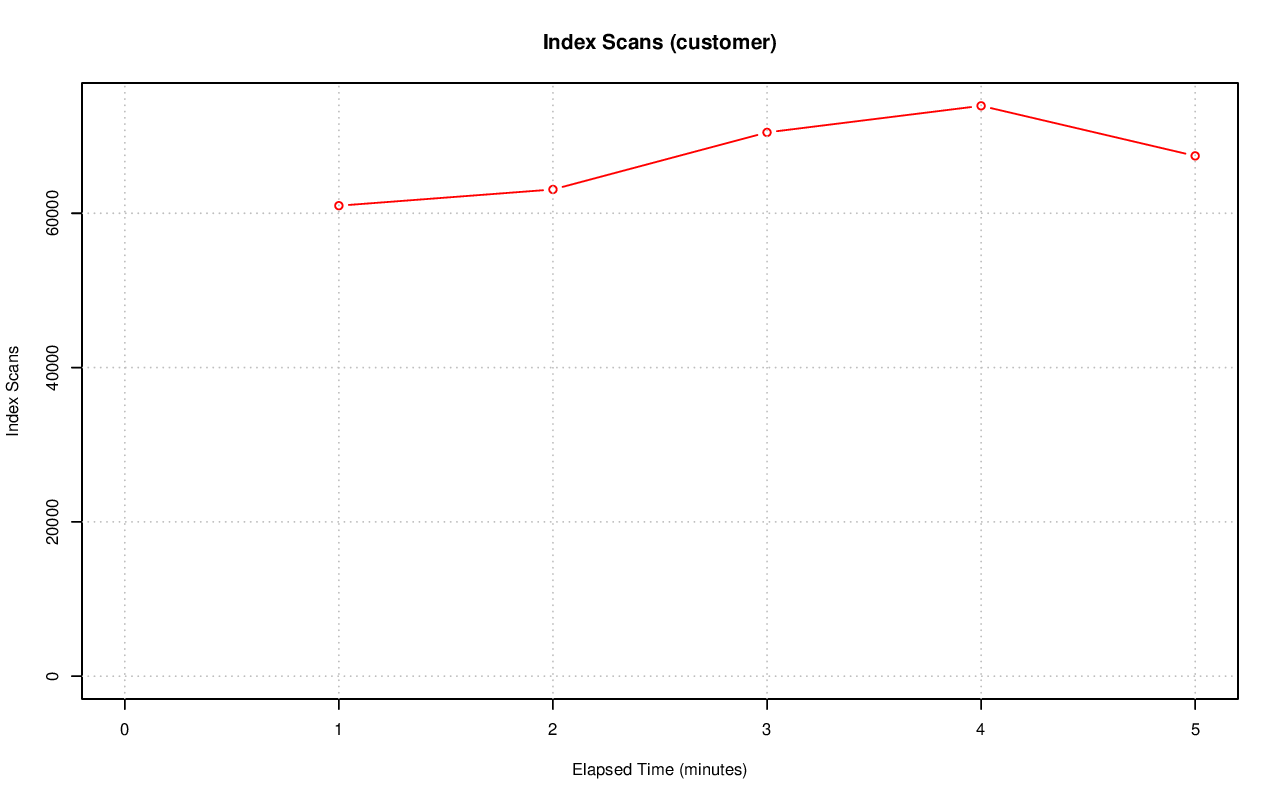 Index Scans (customer)
Index Scans
60000
40000
20000
0
0 1 2 3 4 5
Elapsed Time (minutes)